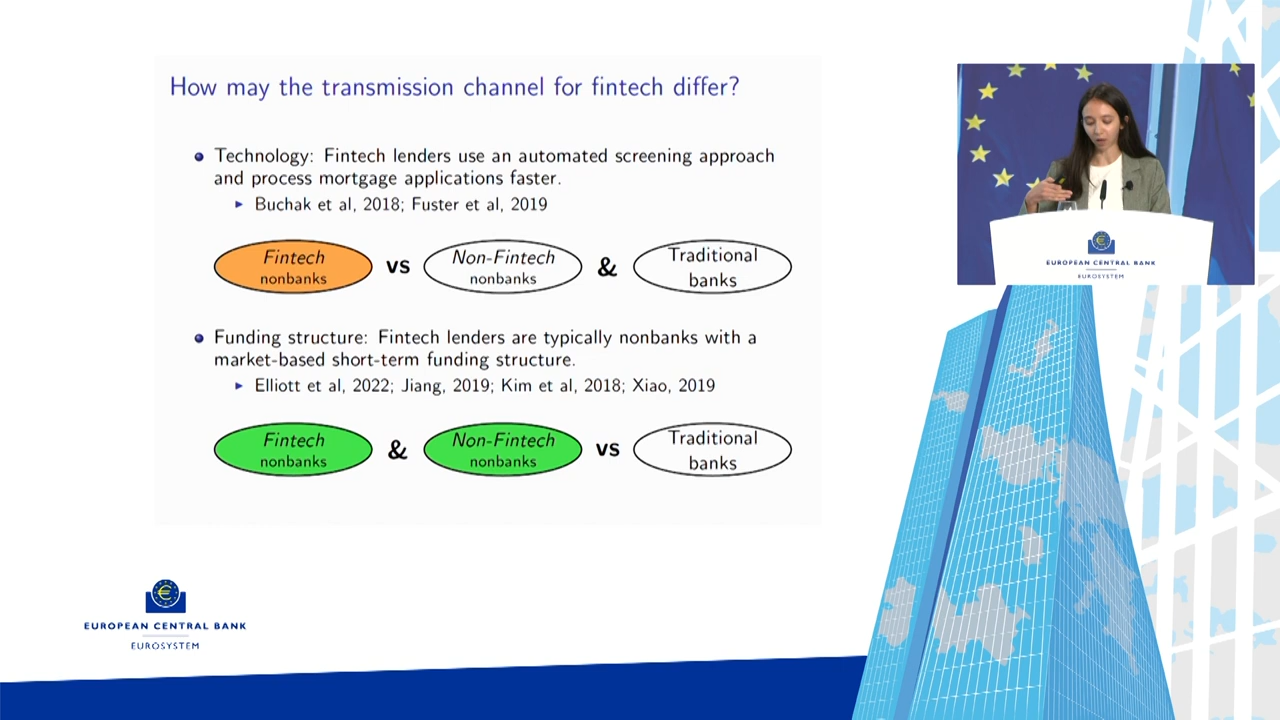 How may the transmission channel for fintech differ?
Technology: Fintech lenders use an automated screening approach
and process mortgage applications faster.
Buchak et al, 2018; Fuster et al, 2019
Fintech
nonbanks
vs
Non-Fintech
nonbanks
&
Traditional
banks
Funding structure: Fintech lenders are typically nonbanks with a
market-based short-term funding structure.
Elliott et al, 2022; Jiang, 2019; Kim et al, 2018; Xiao, 2019
Fintech
nonbanks
&
Non-Fintech
nonbanks
vs
Traditional
banks
EUROPEAN CENTRAL BANK
EUROSYSTEM
EUROPEAN CENTRAL BANK
EUROSYSTEM